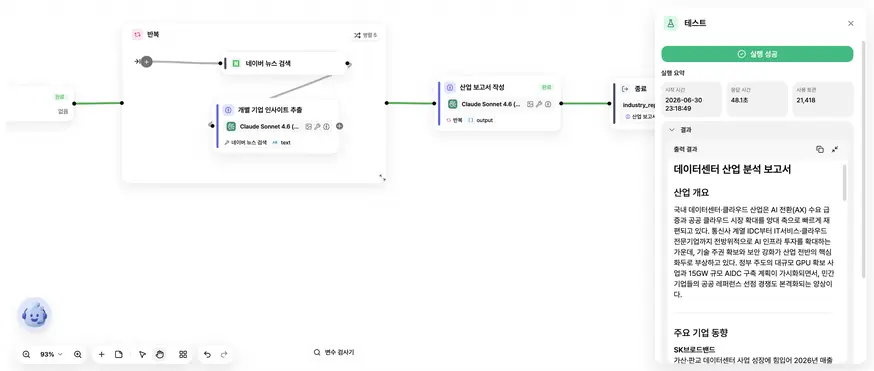 완료
없음
반복
병렬 6
네이버 뉴스 검색
개별 기업 인사이트 추출
Claude Sonnet 4.6 (...
네이버 뉴스 검색 text
산업 보고서 작성
완료
Claude Sonnet 4.6 (...
반복 output
종료
industry_rep
산업 보고서
테스트
실행 성공
실행 요약
시작 시간
2026-06-30
23:18:49
응답 시간
48.1초
사용 토큰
21,418
결과
출력 결과
데이터센터 산업 분석 보고서
산업 개요
국내 데이터센터·클라우드 산업은 AI 전환(AX) 수요 급
증과 공공 클라우드 시장 확대를 양대 축으로 빠르게 재
편되고 있다. 통신사 계열 IDC부터 IT서비스·클라우드
전문기업까지 전방위적으로 AI 인프라 투자를 확대하는
가운데, 기술 주권 확보와 보안 강화가 산업 전반의 핵심
화두로 부상하고 있다. 정부 주도의 대규모 GPU 확보 사
업과 15GW 규모 AIDC 구축 계획이 가시화되면서, 민간
기업들의 공공 레퍼런스 선점 경쟁도 본격화되는 양상이
다.
주요 기업 동향
SK브로드밴드
가산·판교 데이터센터 사업 성장에 힘입어 2026년 매출
93%
변수 검사기